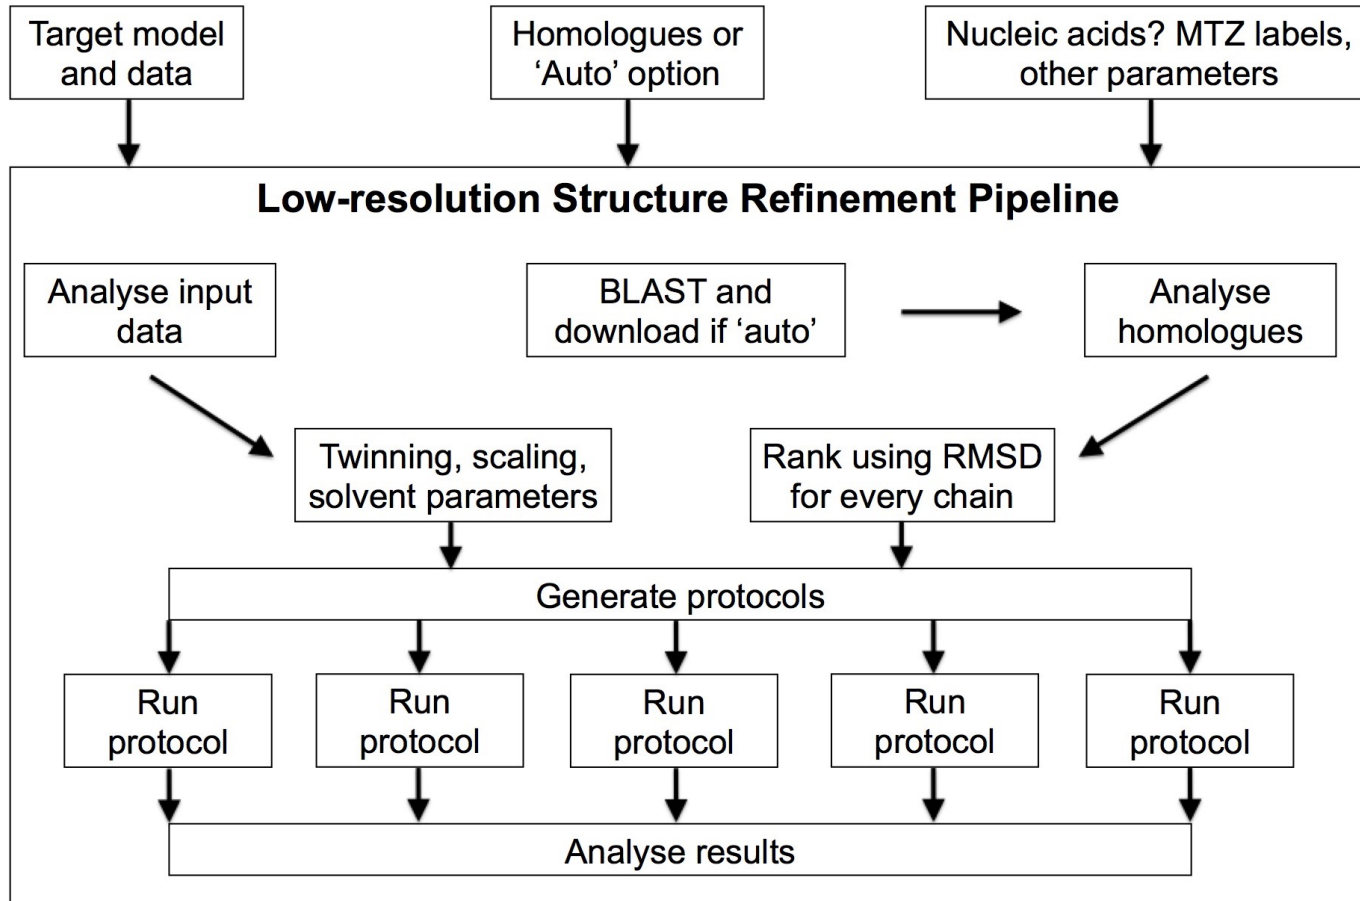 Target model
and data
Homologues or
‘Auto’ option
Nucleic acids? MTZ labels,
other parameters
Low-resolution Structure Refinement Pipeline
Analyse input
data
BLAST and
download if ‘auto’
Analyse
homologues
Twinning, scaling,
solvent parameters
Rank using RMSD
for every chain
Generate protocols
Run
protocol
Run
protocol
Run
protocol
Run
protocol
Run
protocol
Analyse results